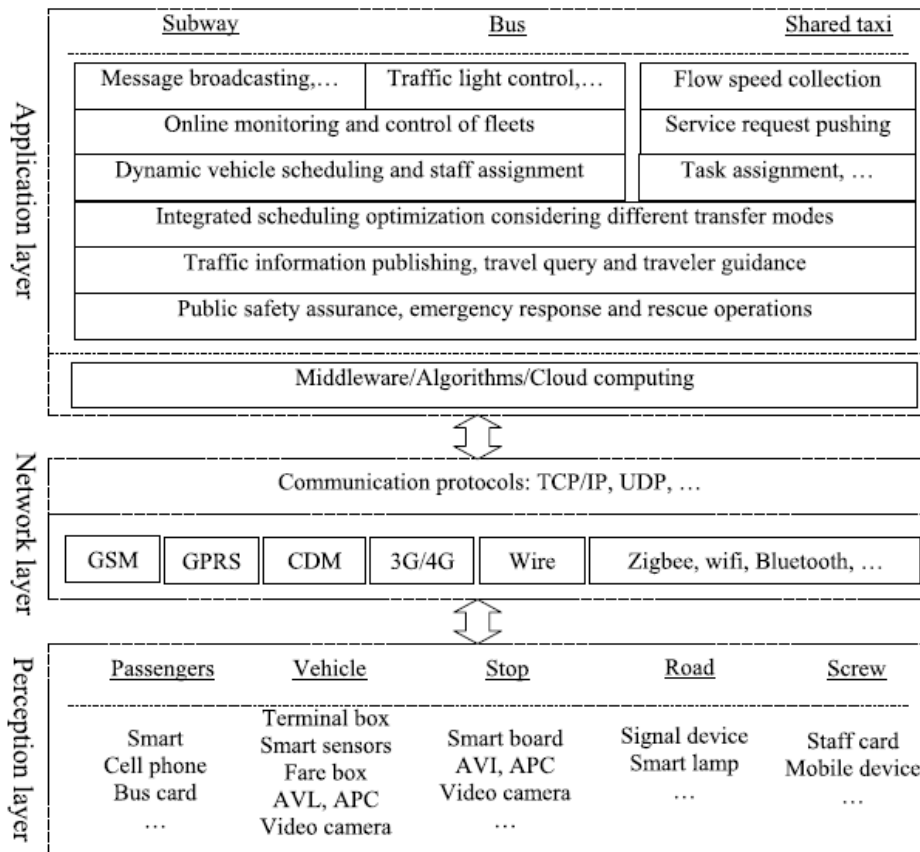 Application layer
Subway Bus Shared taxi
Message broadcasting,… Traffic light control,… Flow speed collection
Online monitoring and control of fleets Service request pushing
Dynamic vehicle scheduling and staff assignment Task assignment, …
Integrated scheduling optimization considering different transfer modes
Traffic information publishing, travel query and traveler guidance
Public safety assurance, emergency response and rescue operations
Middleware/Algorithms/Cloud computing
Network layer
Communication protocols: TCP/IP, UDP, …
GSM GPRS CDM 3G/4G Wire Zigbee, wifi, Bluetooth, …
Perception layer
Passengers Vehicle Stop Road Screw
Smart
Cell phone
Bus card
…
Terminal box
Smart sensors
Fare box
AVL, APC
Video camera
Smart board
AVI, APC
Video camera
…
Signal device
Smart lamp
…
Staff card
Mobile device
…